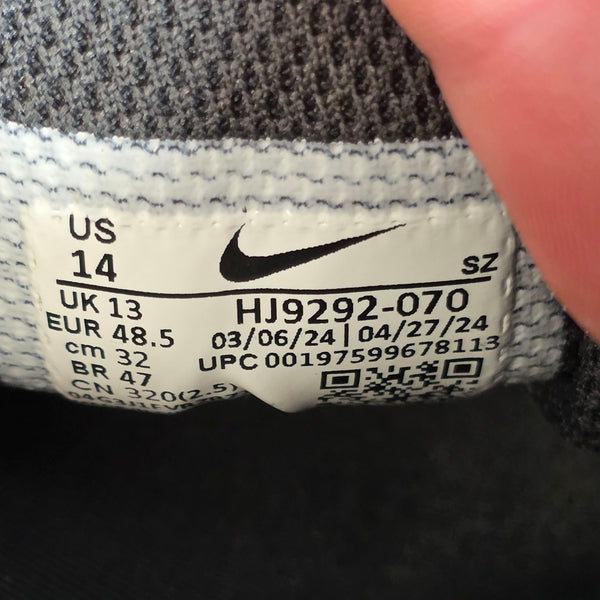 US
14
SZ
UK 13
EUR 48.5
cm 32
BR 47
CN 320(2.5)
HJ9292-070
03/06/24 | 04/27/24
UPC 00197599678113